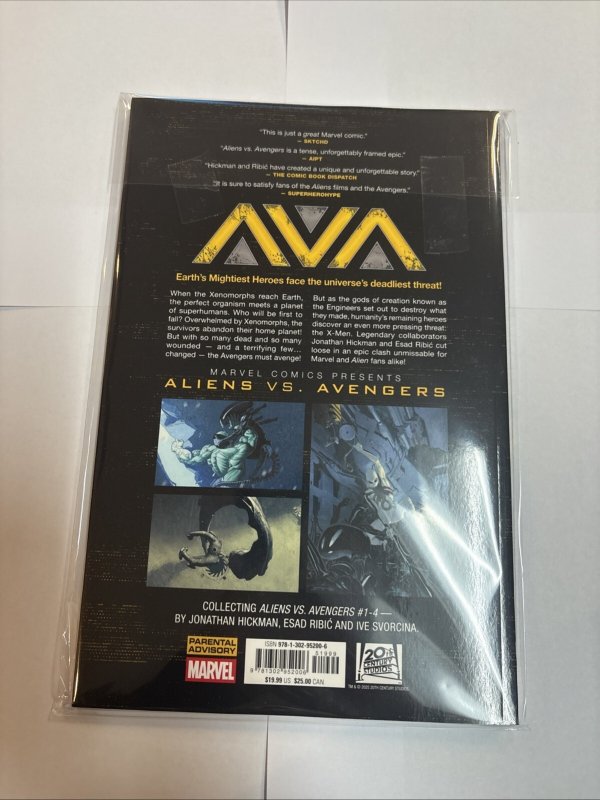 "This is just a great Marvel comic."
— SKTCHD
"Aliens vs. Avengers is a tense, unforgettably framed epic."
— AIPT
"Hickman and Ribić have created a unique and unforgettable story."
— THE COMIC BOOK DISPATCH
"It is sure to satisfy fans of the Aliens films and the Avengers."
— SUPERHEROHYPE
AVA
Earth's Mightiest Heroes face the universe's deadliest threat!
When the Xenomorphs reach Earth,
the perfect organism meets a planet
of superhumans. Who will be first to
fall? Overwhelmed by Xenomorphs, the
survivors abandon their home planet!
But with so many dead and so many
wounded — and a terrifying few...
changed — the Avengers must avenge!
But as the gods of creation known as
the Engineers set out to destroy what
they made, humanity's remaining heroes
discover an even more pressing threat:
the X-Men. Legendary collaborators
Jonathan Hickman and Esad Ribić cut
loose in an epic clash unmissable for
Marvel and Alien fans alike!
MARVEL COMICS PRESENTS
ALIENS VS. AVENGERS
COLLECTING ALIENS VS. AVENGERS #1-4 —
BY JONATHAN HICKMAN, ESAD RIBIĆ AND IVE SVORCINA.
PARENTAL
ADVISORY
MARVEL
ISBN 978-1-302-95200-6
51999
9 781302 952006
$19.99 US $25.00 CAN.
20th
CENTURY
STUDIOS
TM & © 2025 20TH CENTURY STUDIOS.